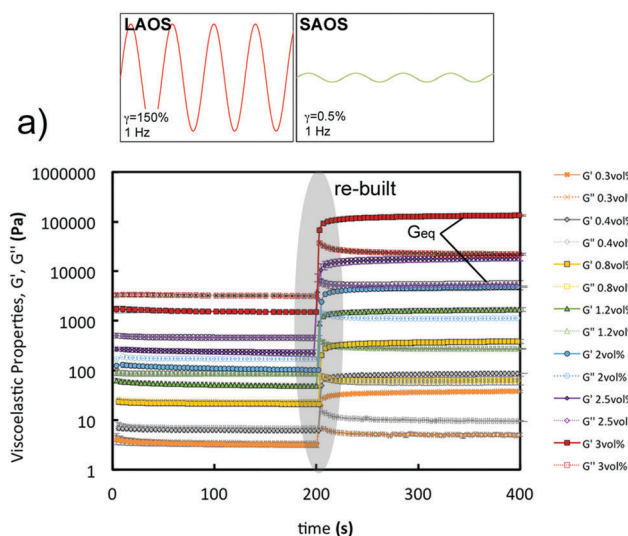 LAOS
SAOS
γ=150%
1 Hz
γ=0.5%
1 Hz
a)
re-built
Geq
Viscoelastic Properties, G', G'' (Pa)
1000000
100000
10000
1000
100
10
1
0
100
200
300
400
time (s)
G' 0.3vol%
G'' 0.3vol%
G' 0.4vol%
G'' 0.4vol%
G' 0.8vol%
G'' 0.8vol%
G' 1.2vol%
G'' 1.2vol%
G' 2vol%
G'' 2vol%
G' 2.5vol%
G'' 2.5vol%
G' 3vol%
G'' 3vol%